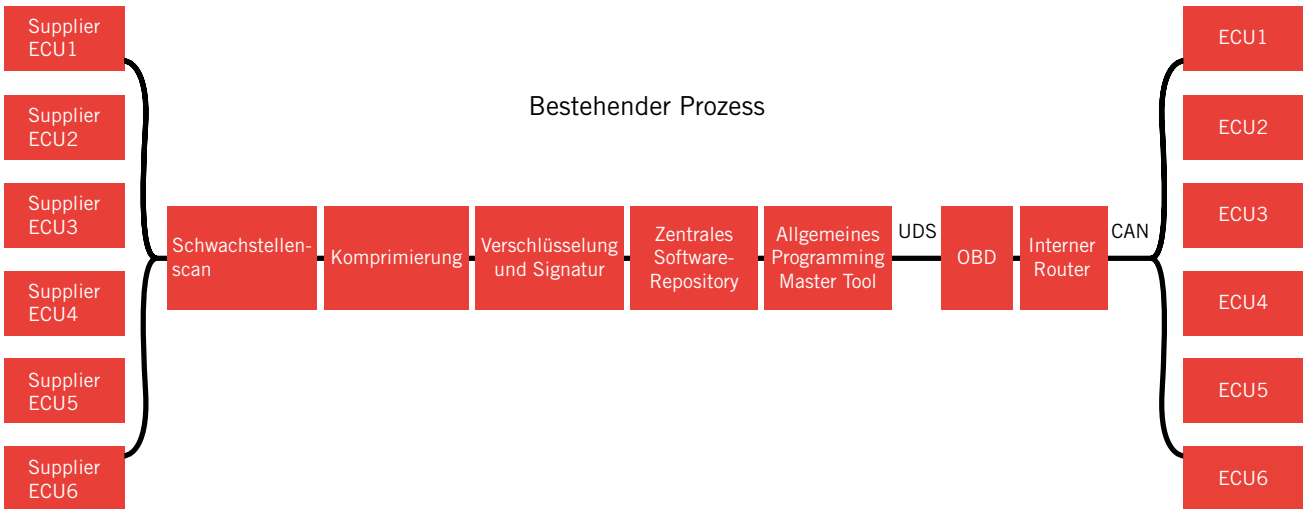 Supplier
ECU1
Supplier
ECU2
Supplier
ECU3
Supplier
ECU4
Supplier
ECU5
Supplier
ECU6
Bestehender Prozess
Schwachstellen-
scan
Komprimierung
Verschlüsselung
und Signatur
Zentrales
Software-
Repository
Allgemeines
Programming
Master Tool
UDS
OBD
Interner
Router
CAN
ECU1
ECU2
ECU3
ECU4
ECU5
ECU6